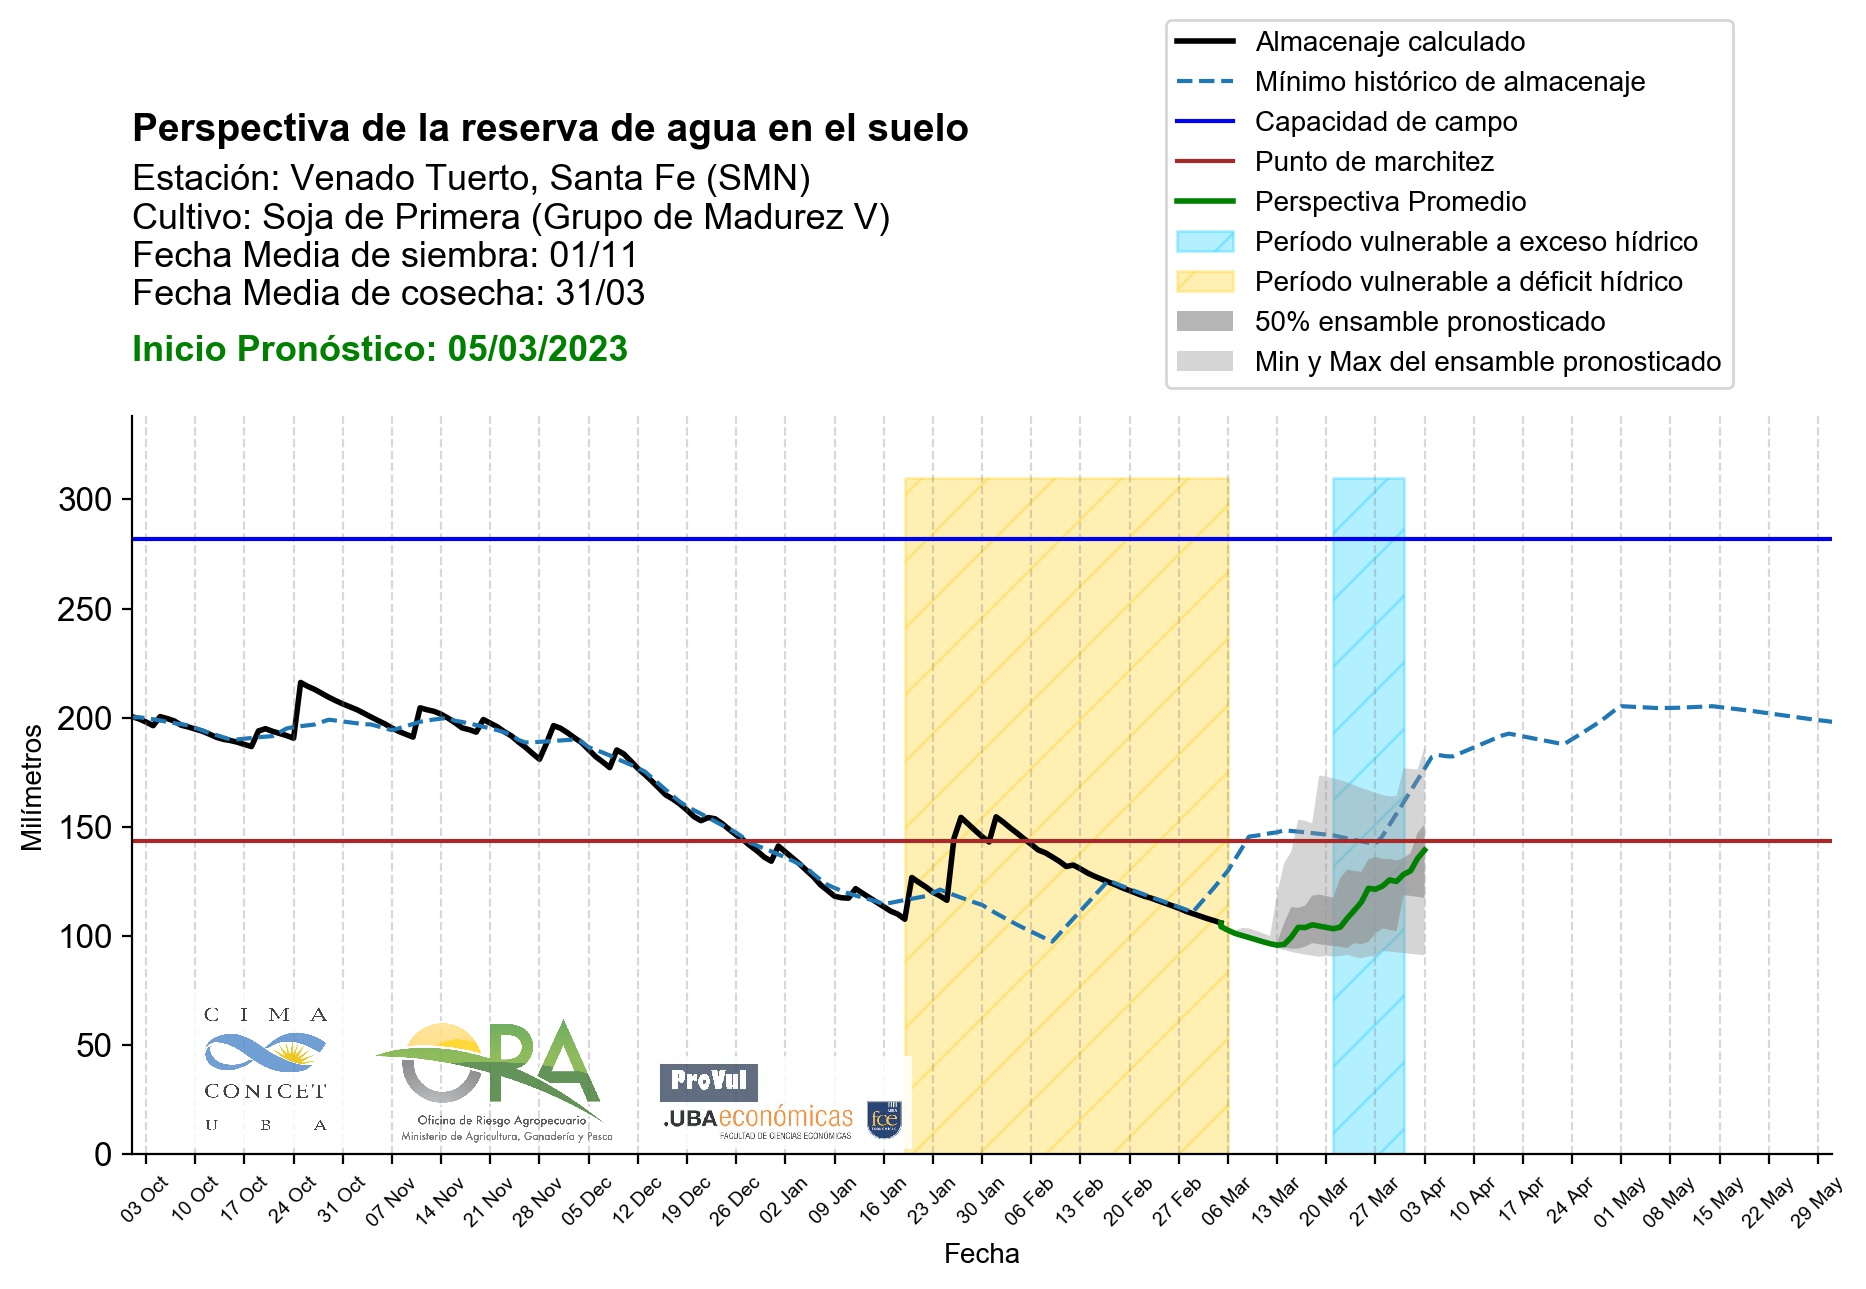 Almacenaje calculado
Mínimo histórico de almacenaje
Capacidad de campo
Punto de marchitez
Perspectiva Promedio
Período vulnerable a exceso hídrico
Período vulnerable a déficit hídrico
50% ensamble pronosticado
Min y Max del ensamble pronosticado
Perspectiva de la reserva de agua en el suelo
Estación: Venado Tuerto, Santa Fe (SMN)
Cultivo: Soja de Primera (Grupo de Madurez V)
Fecha Media de siembra: 01/11
Fecha Media de cosecha: 31/03
Inicio Pronóstico: 05/03/2023
Milímetros
300
250
200
150
100
50
0
C I M A
CONICET
U B A
ORA
Oficina de Riesgo Agropecuario
Ministerio de Agricultura, Ganadería y Pesca
ProVul
.UBAeconómicas
FACULTAD DE CIENCIAS ECONÓMICAS
UBA
fce
ECONÓMICAS
03 Oct 10 Oct 17 Oct 24 Oct 31 Oct 07 Nov 14 Nov 21 Nov 28 Nov 05 Dec 12 Dec 19 Dec 26 Dec 02 Jan 09 Jan 16 Jan 23 Jan 30 Jan 06 Feb 13 Feb 20 Feb 27 Feb 06 Mar 13 Mar 20 Mar 27 Mar 03 Apr 10 Apr 17 Apr 24 Apr 01 May 08 May 15 May 22 May 29 May
Fecha